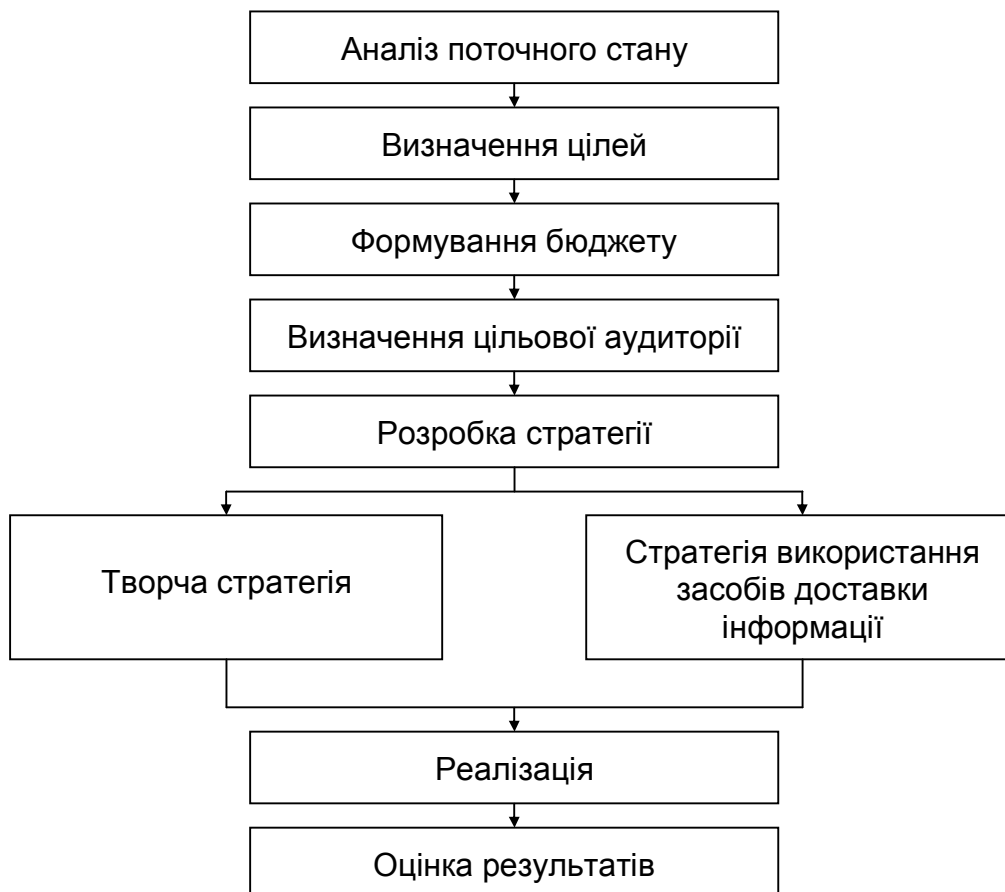 Аналіз поточного стану
Визначення цілей
Формування бюджету
Визначення цільової аудиторії
Розробка стратегії
Творча стратегія
Стратегія використання
засобів доставки
інформації
Реалізація
Оцінка результатів